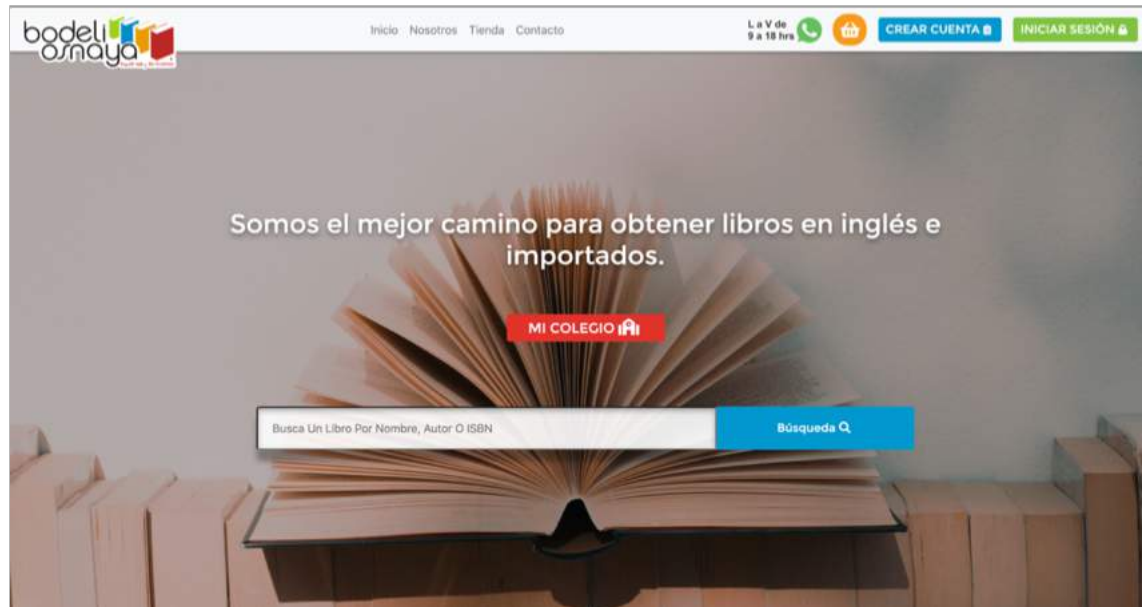 bodeli
osnaya
Inicio Nosotros Tienda Contacto
L a V de
9 a 18 hrs
CREAR CUENTA
INICIAR SESIÓN
Somos el mejor camino para obtener libros en inglés e
importados.
MI COLEGIO
Busca Un Libro Por Nombre, Autor O ISBN
Búsqueda